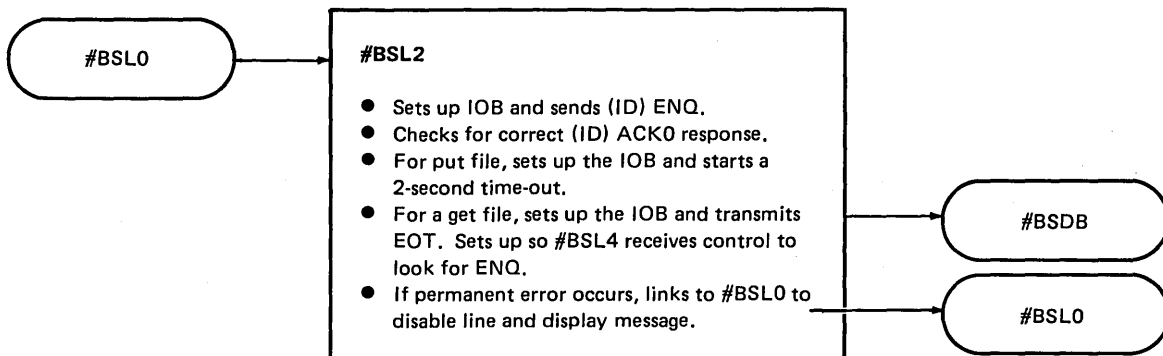 #BSL0
#BSL2
● Sets up IOB and sends (ID) ENQ.
● Checks for correct (ID) ACK0 response.
● For put file, sets up the IOB and starts a
2-second time-out.
● For a get file, sets up the IOB and transmits
EOT. Sets up so #BSL4 receives control to
look for ENQ.
● If permanent error occurs, links to #BSL0 to
disable line and display message.
#BSDB
#BSL0